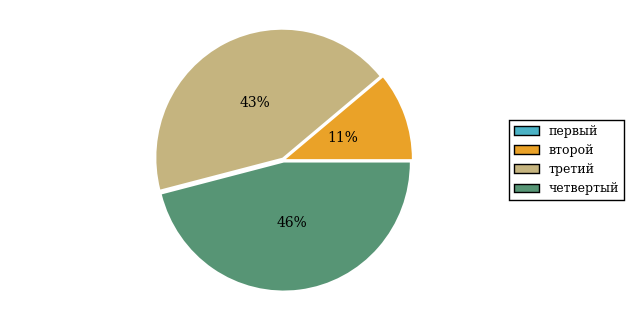 43%
11%
46%
первый
второй
третий
четвертый